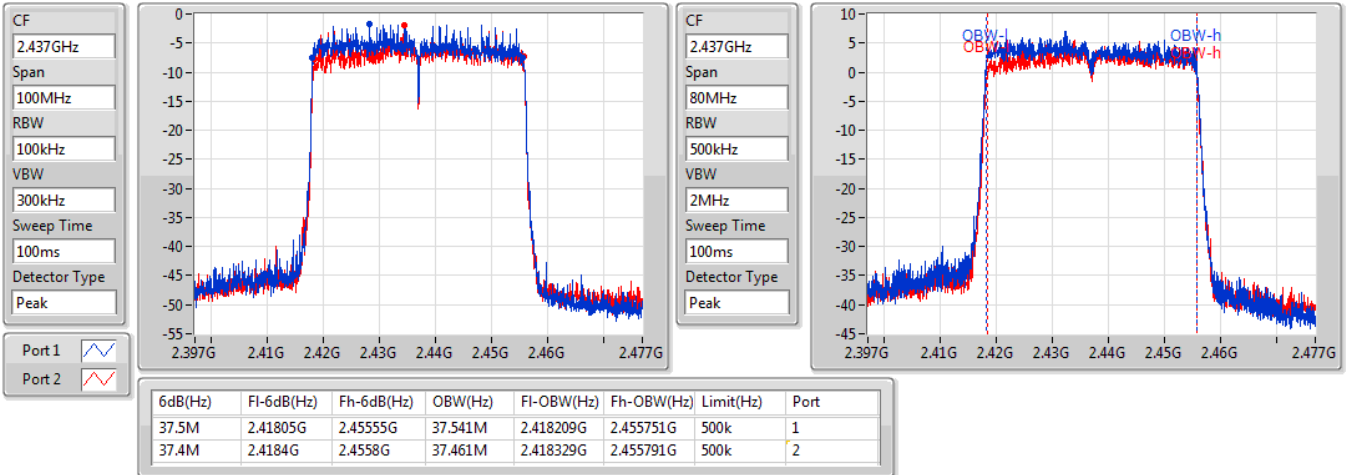 CF
2.437GHz
Span
100MHz
RBW
100kHz
VBW
300kHz
Sweep Time
100ms
Detector Type
Peak
Port 1
Port 2
0
-5
-10
-15
-20
-25
-30
-35
-40
-45
-50
-55
2.397G 2.41G 2.42G 2.43G 2.44G 2.45G 2.46G 2.477G
CF
2.437GHz
Span
80MHz
RBW
500kHz
VBW
2MHz
Sweep Time
100ms
Detector Type
Peak
10
5
0
-5
-10
-15
-20
-25
-30
-35
-40
-45
OBW-l OBW-h
2.397G 2.41G 2.42G 2.43G 2.44G 2.45G 2.46G 2.477G
6dB(Hz) Fl-6dB(Hz) Fh-6dB(Hz) OBW(Hz) Fl-OBW(Hz) Fh-OBW(Hz) Limit(Hz) Port
37.5M 2.41805G 2.45555G 37.541M 2.418209G 2.455751G 500k 1
37.4M 2.4184G 2.4558G 37.461M 2.418329G 2.455791G 500k 2